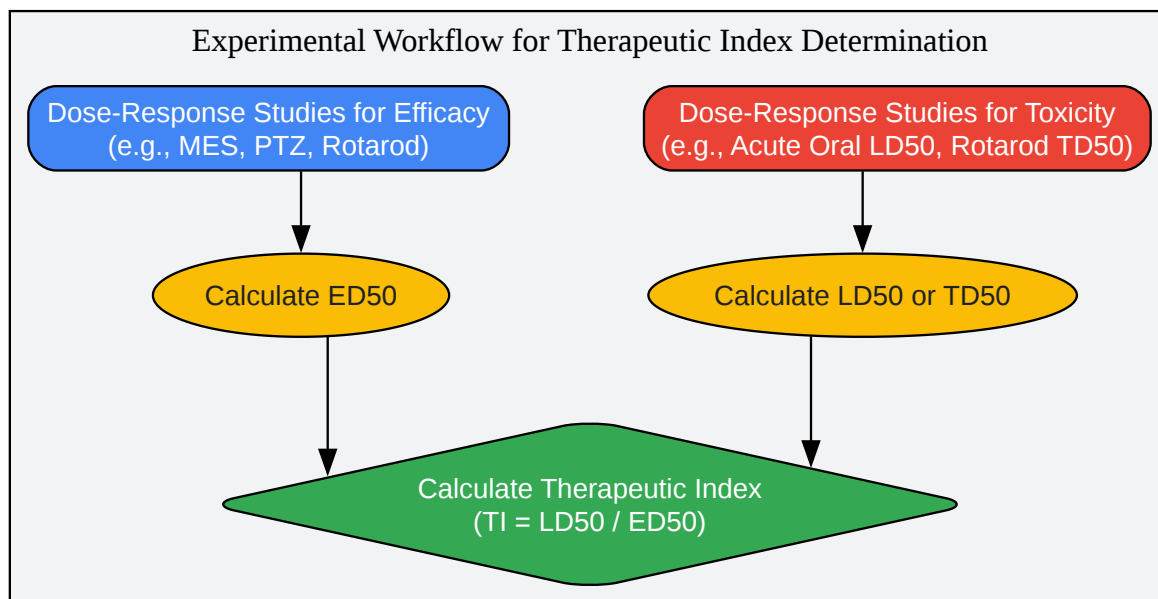 Experimental Workflow for Therapeutic Index Determination
Dose-Response Studies for Efficacy
(e.g., MES, PTZ, Rotarod)
Dose-Response Studies for Toxicity
(e.g., Acute Oral LD50, Rotarod TD50)
Calculate ED50
Calculate LD50 or TD50
Calculate Therapeutic Index
(TI = LD50 / ED50)